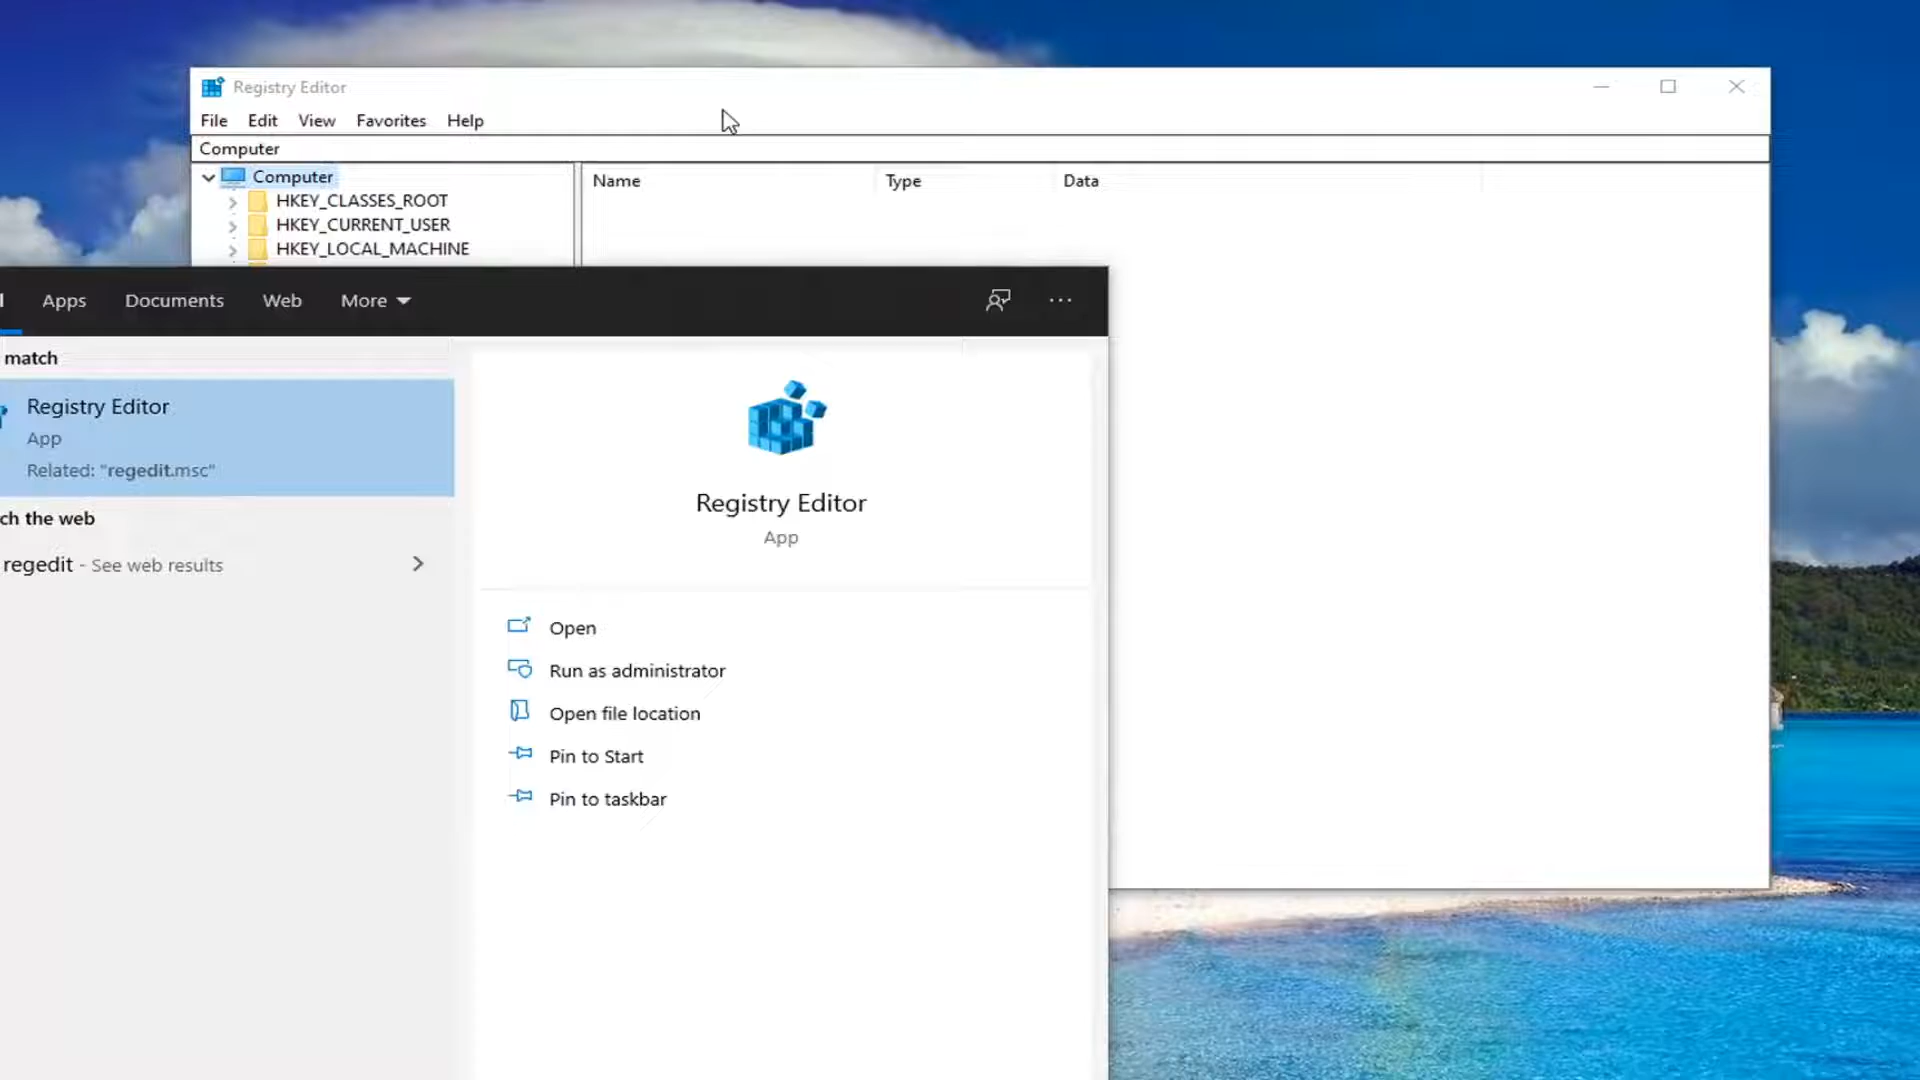 Registry Editor
File Edit View Favorites Help
Computer
Computer
HKEY_CLASSES_ROOT
HKEY_CURRENT_USER
HKEY_LOCAL_MACHINE
Name Type Data
Apps Documents Web More
match
Registry Editor
App
Related: "regedit.msc"
ch the web
regedit - See web results
Registry Editor
App
Open
Run as administrator
Open file location
Pin to Start
Pin to taskbar